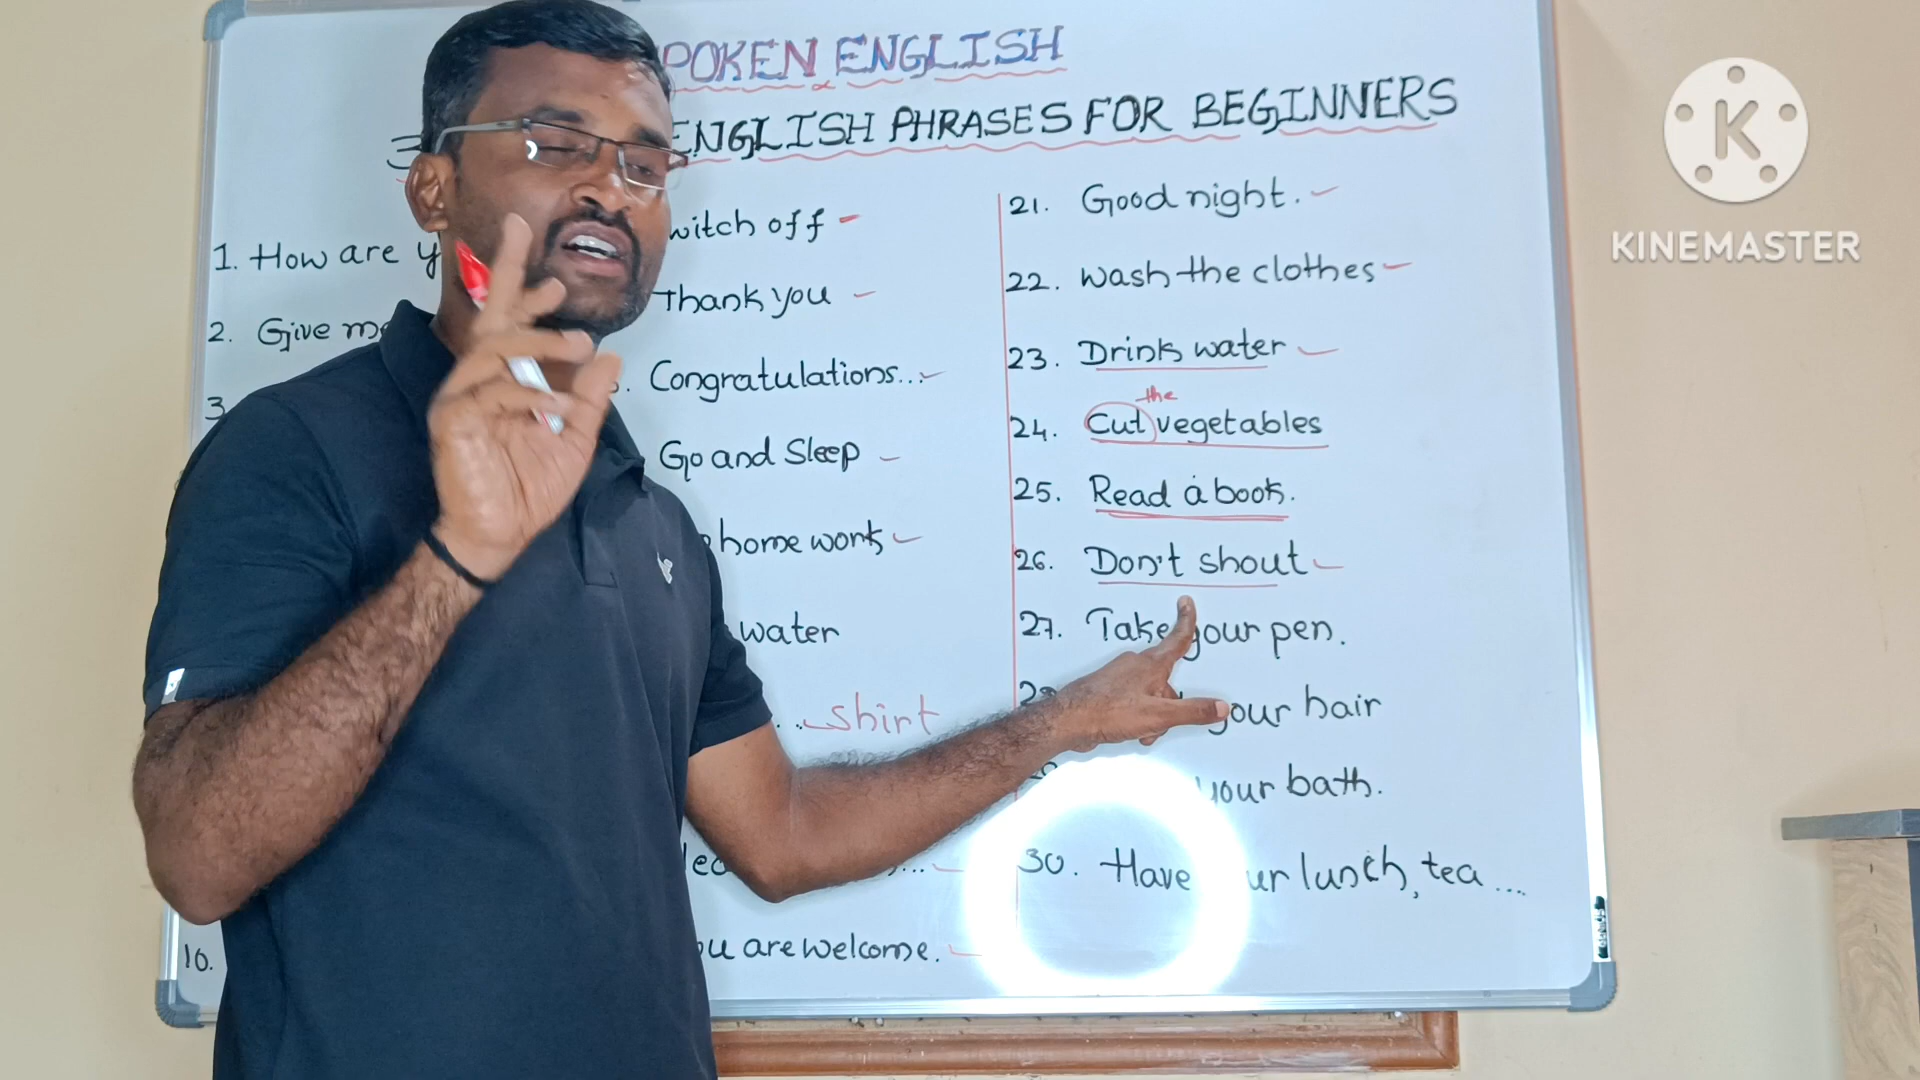 POKEN ENGLISH
3 ENGLISH PHRASES FOR BEGINNERS
1. How are y
2. Give me
3.
10.
witch off
Thank you
Congratulations...
Go and Sleep
home work
water
... shirt
...
ou are welcome.
21. Good night.
22. wash the clothes
23. Drink water
24. Cut the vegetables
25. Read a book.
26. Don't shout
27. Take your pen.
your hair
your bath.
30. Have ur lunch, tea ....
K
KINEMASTER